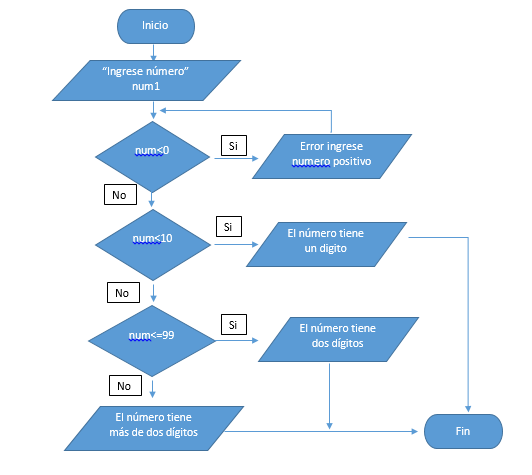 Inicio
“Ingrese número”
num1
num<0
Si
Error ingrese
numero positivo
No
num<10
Si
El número tiene
un digito
No
num<=99
Si
El número tiene
dos dígitos
No
El número tiene
más de dos dígitos
Fin